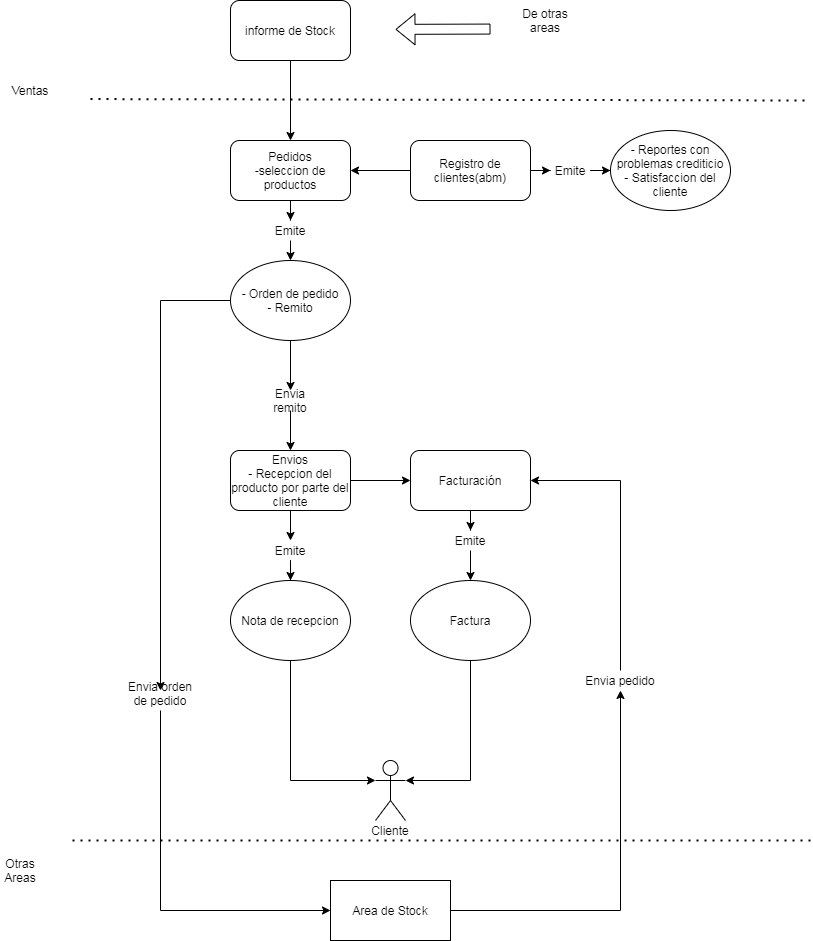 informe de Stock
De otras
areas
Ventas
Pedidos
-seleccion de
productos
Registro de
clientes(abm)
Emite
- Reportes con
problemas crediticio
- Satisfaccion del
cliente
Emite
- Orden de pedido
- Remito
Envia
remito
Envios
- Recepcion del
producto por parte del
cliente
Facturación
Emite
Emite
Nota de recepcion
Factura
Envia orden
de pedido
Envia pedido
Cliente
Otras
Areas
Area de Stock